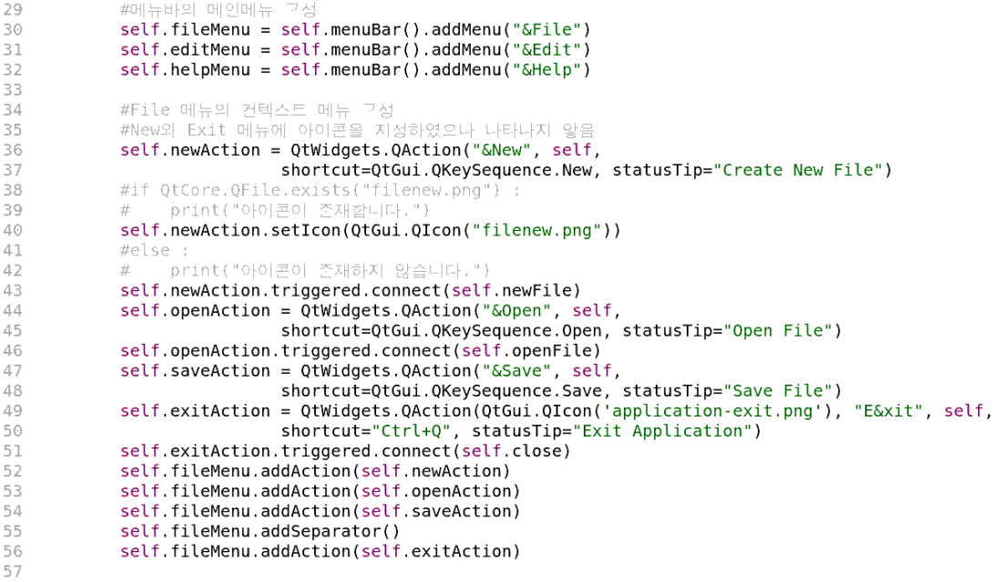 29 #메뉴바의 메인메뉴 구성
30 self.fileMenu = self.menuBar().addMenu("&File")
31 self.editMenu = self.menuBar().addMenu("&Edit")
32 self.helpMenu = self.menuBar().addMenu("&Help")
33
34 #File 메뉴의 컨텍스트 메뉴 구성
35 #New와 Exit 메뉴에 아이콘을 지성하였으나 나타나지 앟음
36 self.newAction = QtWidgets.QAction("&New", self,
37 shortcut=QtGui.QKeySequence.New, statusTip="Create New File")
38 #if QtCore.QFile.exists("filenew.png") :
39 #    print("아이콘이 존재합니다.")
40 self.newAction.setIcon(QtGui.QIcon("filenew.png"))
41 #else :
42 #    print("아이콘이 존재하지 않습니다.")
43 self.newAction.triggered.connect(self.newFile)
44 self.openAction = QtWidgets.QAction("&Open", self,
45 shortcut=QtGui.QKeySequence.Open, statusTip="Open File")
46 self.openAction.triggered.connect(self.openFile)
47 self.saveAction = QtWidgets.QAction("&Save", self,
48 shortcut=QtGui.QKeySequence.Save, statusTip="Save File")
49 self.exitAction = QtWidgets.QAction(QtGui.QIcon('application-exit.png'), "E&xit", self,
50 shortcut="Ctrl+Q", statusTip="Exit Application")
51 self.exitAction.triggered.connect(self.close)
52 self.fileMenu.addAction(self.newAction)
53 self.fileMenu.addAction(self.openAction)
54 self.fileMenu.addAction(self.saveAction)
55 self.fileMenu.addSeparator()
56 self.fileMenu.addAction(self.exitAction)
57